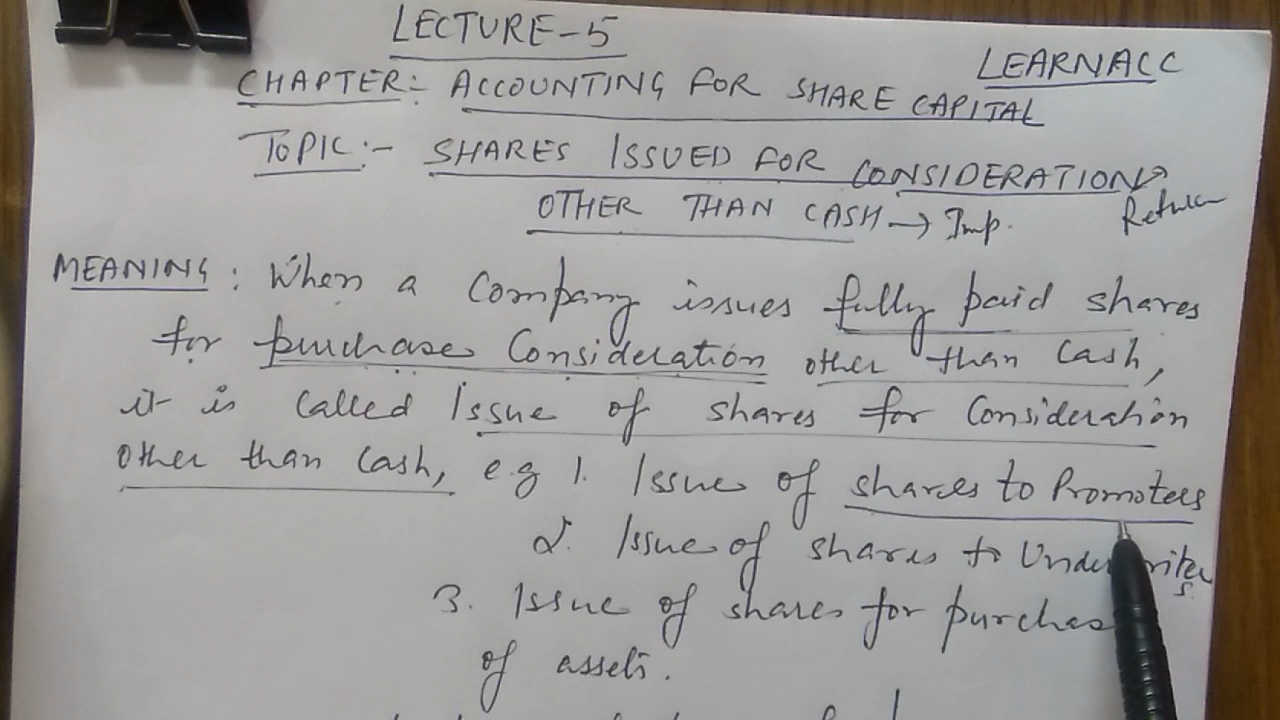 LECTURE-5
LEARNACC
CHAPTER:- ACCOUNTING FOR SHARE CAPITAL
TOPIC:- SHARES ISSUED FOR CONSIDERATION
OTHER THAN CASH → Imp.
Return
MEANING: When a Company issues fully paid shares
for purchase Consideration other than Cash,
it is called Issue of shares for Consideration
other than Cash, e.g 1. Issue of shares to Promoters
2. Issue of shares to Underwriters
3. Issue of shares for purchas
of assets.